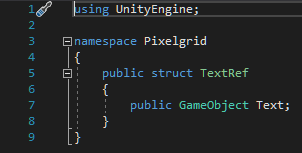 1 using UnityEngine;
2
3 namespace Pixelgrid
4 {
5     public struct TextRef
6     {
7         public GameObject Text;
8     }
9 }